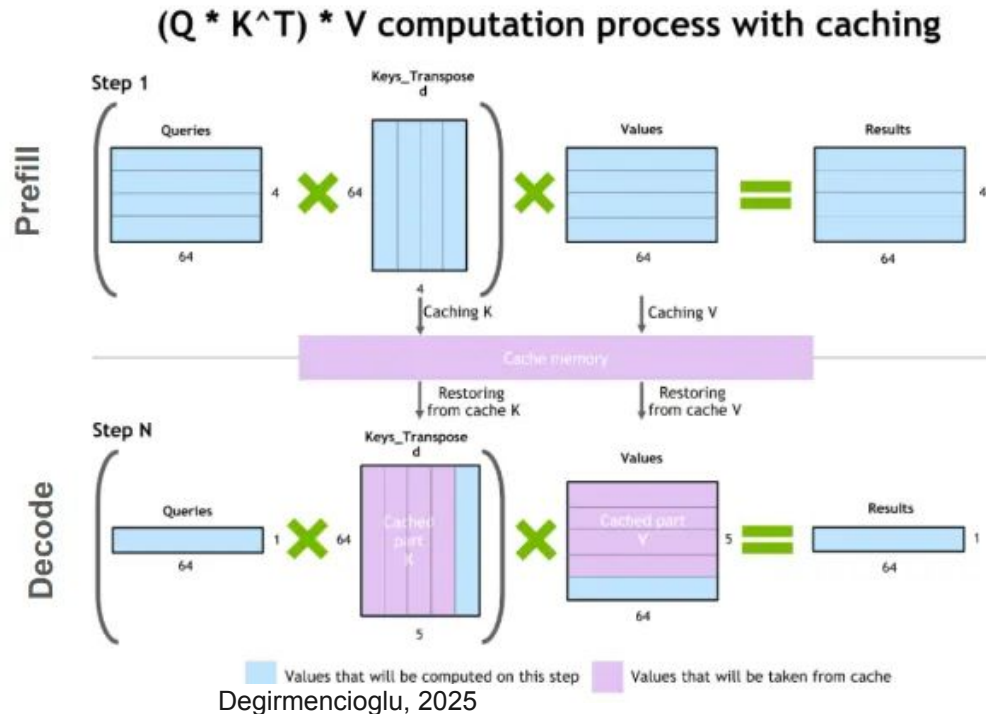 (Q * K^T) * V computation process with caching
Prefill
Step 1
Queries
4
64
Keys_Transpose
d
64
4
Values
64
Results
4
64
Caching K
Caching V
Cache memory
Restoring
from cache K
Restoring
from cache V
Decode
Step N
Queries
1
64
Keys_Transpose
d
64
Cached
part
K
5
Values
Cached part
V
5
64
Results
1
64
Values that will be computed on this step
Values that will be taken from cache
Degirmencioglu, 2025